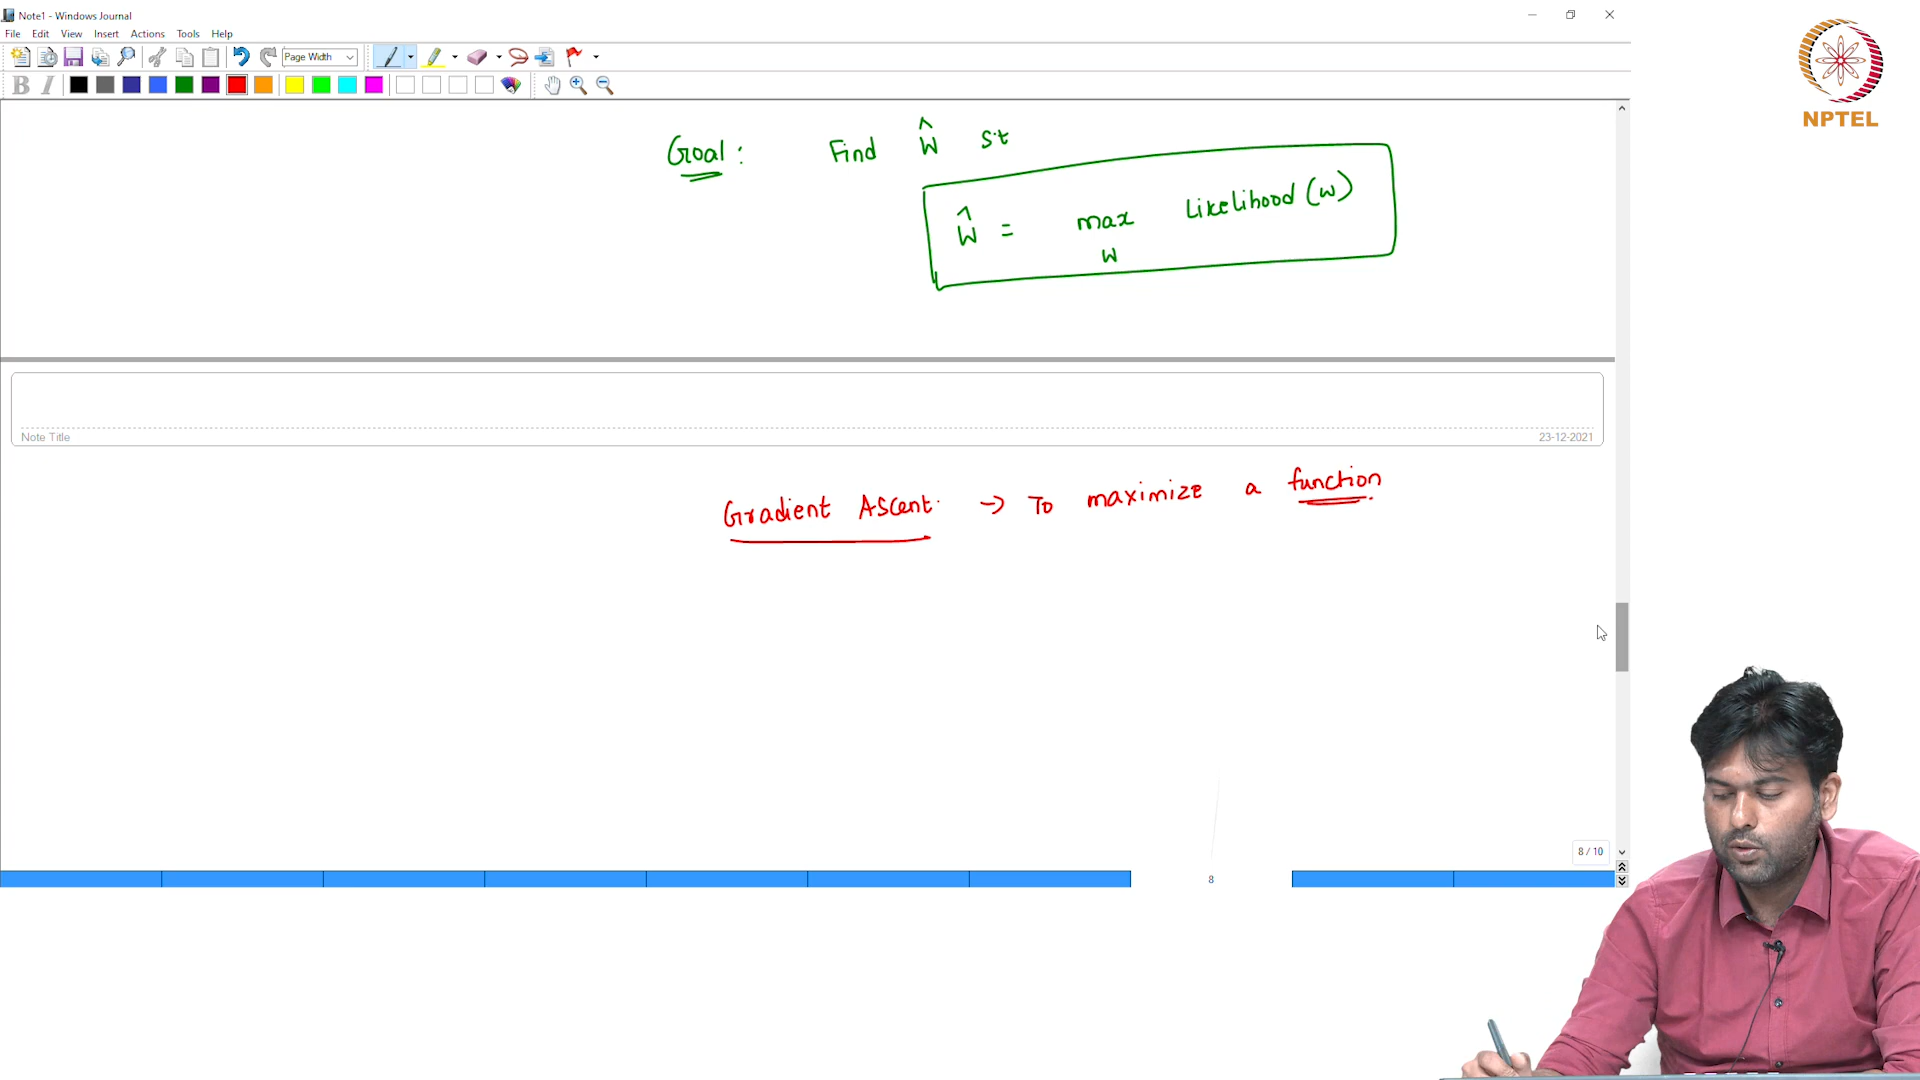 Note1 - Windows Journal
File Edit View Insert Actions Tools Help
Page Width
B I
NPTEL
Goal : Find ŵ s.t
ŵ = max Likelihood (w)
w
Note Title
23-12-2021
Gradient Ascent. → To maximize a function.
8 / 10
8